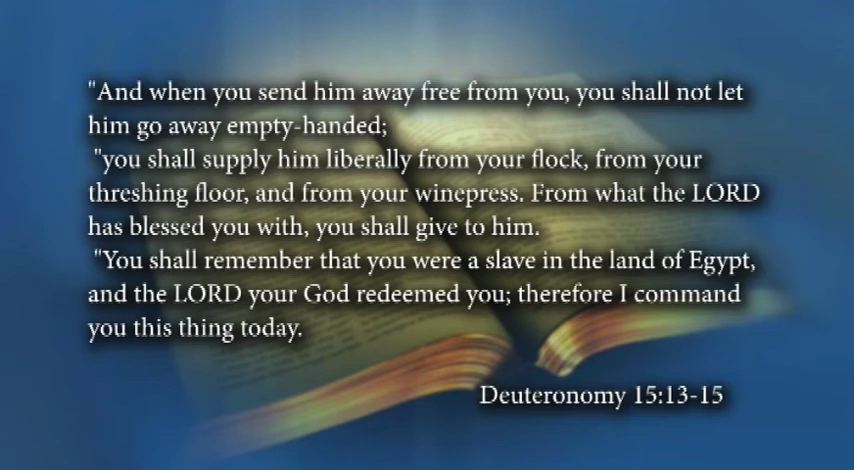 "And when you send him away free from you, you shall not let
him go away empty-handed;
"you shall supply him liberally from your flock, from your
threshing floor, and from your winepress. From what the LORD
has blessed you with, you shall give to him.
"You shall remember that you were a slave in the land of Egypt,
and the LORD your God redeemed you; therefore I command
you this thing today.
Deuteronomy 15:13-15